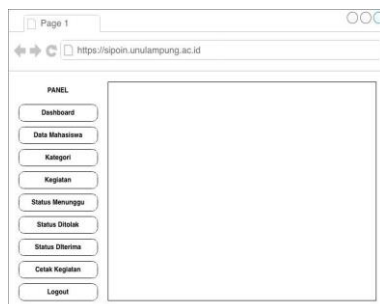 Page 1
https://sipoin.unulampung.ac.id
PANEL
Dashboard
Data Mahasiswa
Kategori
Kegiatan
Status Menunggu
Status Ditolak
Status DIterima
Cetak Kegiatan
Logout